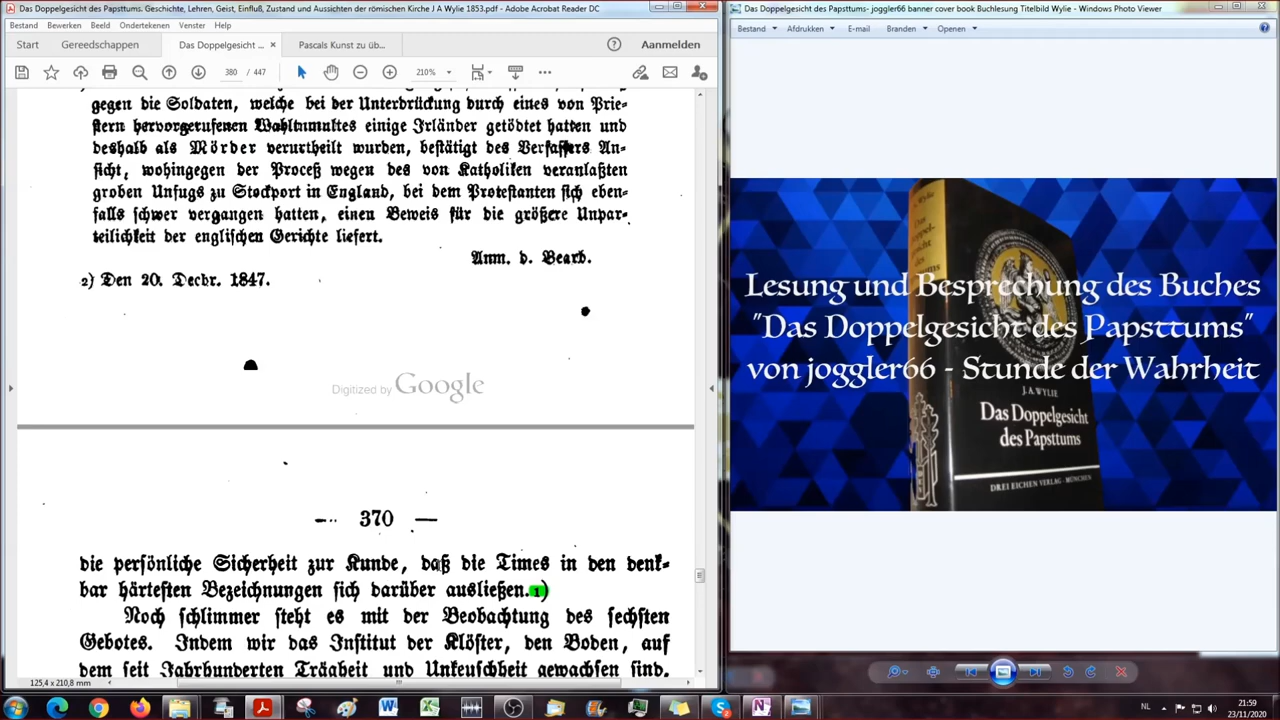 Das Doppelgesicht des Papsttums. Geschichte, Lehren, Geist, Einfluß, Zustand und Aussichten der römischen Kirche J A Wylie 1853.pdf - Adobe Acrobat Reader DC
Bestand Bewerken Beeld Ondertekenen Venster Help
Start Gereedschappen Das Doppelgesicht ... × Pascals Kunst zu üb... Anmelden
380 / 447 210%
gegen die Soldaten, welche bei der Unterdrückung durch eines von Prie-
stern hervorgerufenen Wahltumultes einige Irländer getödtet hatten und
deshalb als Mörder verurtheilt wurden, bestätigt des Verfassers An-
sicht, wohingegen der Proceß wegen des von Katholiken veranlaßten
groben Unfugs zu Stockport in England, bei dem Protestanten sich eben-
falls schwer vergangen hatten, einen Beweis für die größere Unpar-
teilichkeit der englischen Gerichte liefert.
Anm. d. Bearb.
2) Den 20. Decbr. 1847.
Digitized by Google
— 370 —
die persönliche Sicherheit zur Kunde, daß die Times in den denk-
bar härtesten Bezeichnungen sich darüber ausließen. 1)
Noch schlimmer steht es mit der Beobachtung des sechsten
Gebotes. Indem wir das Institut der Klöster, den Boden, auf
dem seit Jahrhunderten Trägheit und Unkeuschheit gewachsen sind,
125,4 x 210,8 mm
Das Doppelgesicht des Papsttums- joggler66 banner cover book Buchlesung Titelbild Wylie - Windows Photo Viewer
Bestand Afdrukken E-mail Branden Openen
Lesung und Besprechung des Buches
"Das Doppelgesicht des Papsttums"
von joggler66 - Stunde der Wahrheit
J. A. WYLIE
Das Doppelgesicht
des Papsttums
DREI EICHEN VERLAG · MÜNCHEN
NL
21:59
23/11/2020